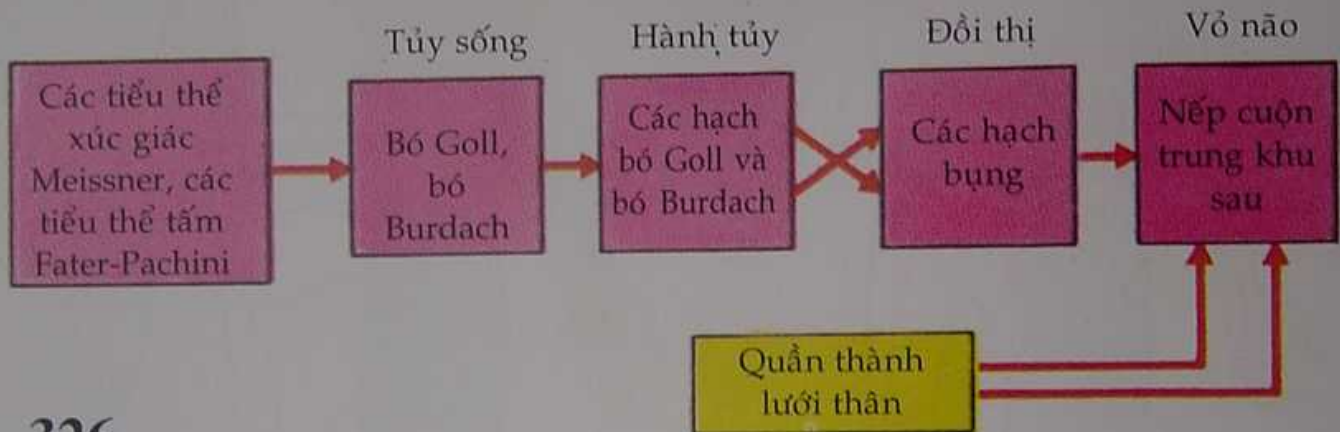 Tủy sống
Hành tủy
Đồi thị
Vỏ não
Các tiểu thể
xúc giác
Meissner, các
tiểu thể tấm
Fater-Pachini
Bó Goll,
bó
Burdach
Các hạch
bó Goll và
bó Burdach
Các hạch
bụng
Nếp cuộn
trung khu
sau
Quần thành
lưới thân